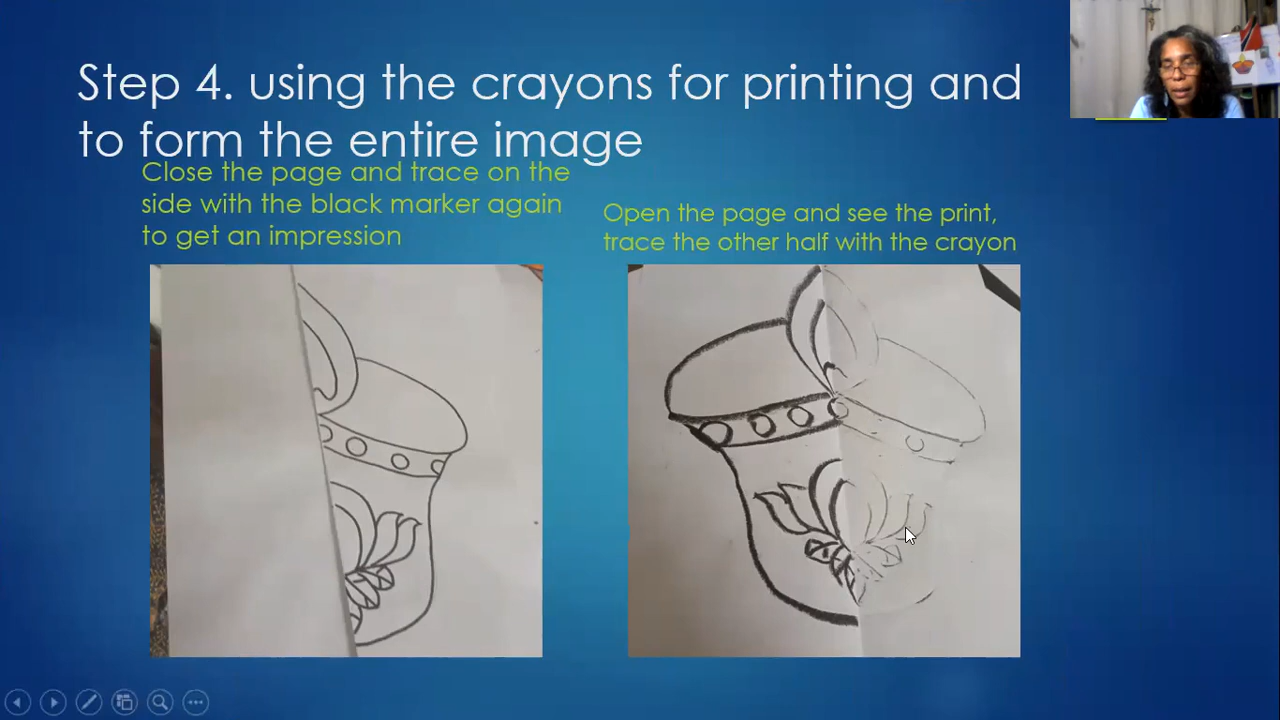 Step 4. using the crayons for printing and
to form the entire image
Close the page and trace on the
side with the black marker again
to get an impression
Open the page and see the print,
trace the other half with the crayon